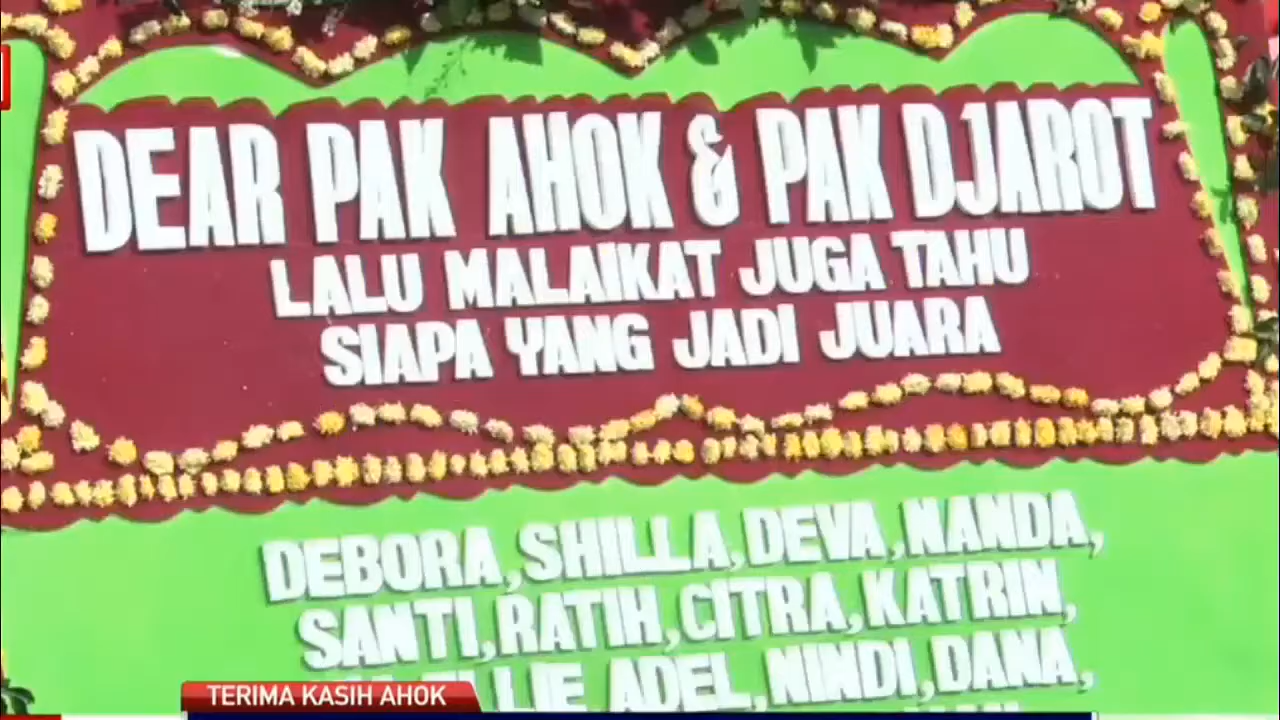 DEAR PAK AHOK & PAK DJAROT
LALU MALAIKAT JUGA TAHU
SIAPA YANG JADI JUARA
DEBORA, SHILLA, DEVA, NANDA,
SANTI, RATIH, CITRA, KATRIN,
ADEL, NINDI, DANA,
TERIMA KASIH AHOK